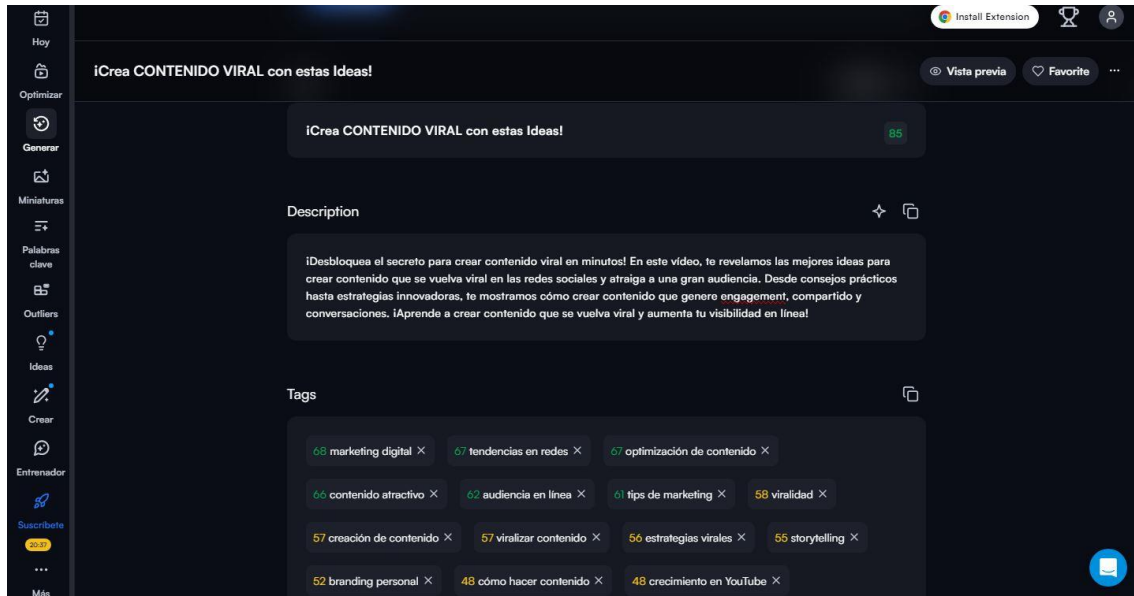 Hoy
Install Extension
¡Crea CONTENIDO VIRAL con estas Ideas!
Vista previa
Favorite
Optimizar
Generar
Miniaturas
Palabras
clave
Outliers
Ideas
Crear
Entrenador
Suscríbete
20:37
Más
¡Crea CONTENIDO VIRAL con estas Ideas!
85
Description
¡Desbloquea el secreto para crear contenido viral en minutos! En este vídeo, te revelamos las mejores ideas para
crear contenido que se vuelva viral en las redes sociales y atraiga a una gran audiencia. Desde consejos prácticos
hasta estrategias innovadoras, te mostramos cómo crear contenido que genere engagement, compartido y
conversaciones. ¡Aprende a crear contenido que se vuelva viral y aumenta tu visibilidad en línea!
Tags
68 marketing digital × 67 tendencias en redes × 67 optimización de contenido ×
66 contenido atractivo × 62 audiencia en línea × 61 tips de marketing × 58 viralidad ×
57 creación de contenido × 57 viralizar contenido × 56 estrategias virales × 55 storytelling ×
52 branding personal × 48 cómo hacer contenido × 48 crecimiento en YouTube ×